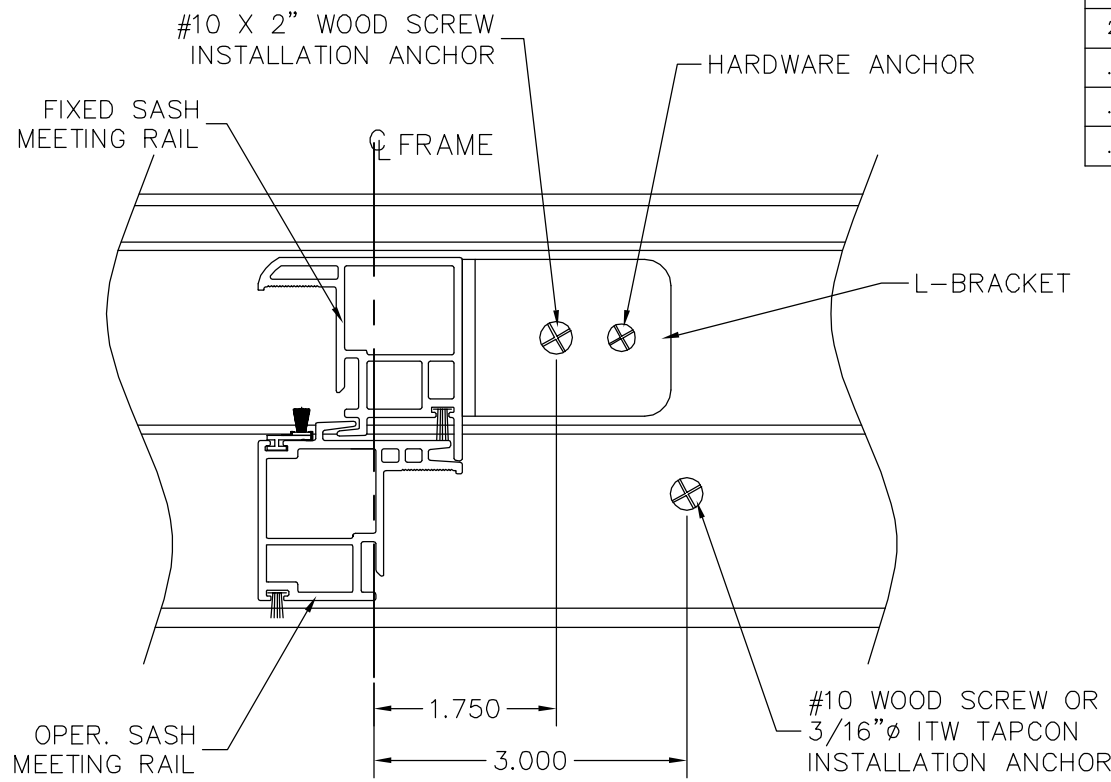 #10 X 2" WOOD SCREW
INSTALLATION ANCHOR
HARDWARE ANCHOR
FIXED SASH
MEETING RAIL
℄ FRAME
L-BRACKET
1.750
3.000
OPER. SASH
MEETING RAIL
#10 WOOD SCREW OR
3/16"ø ITW TAPCON
INSTALLATION ANCHOR
2
.
.
.